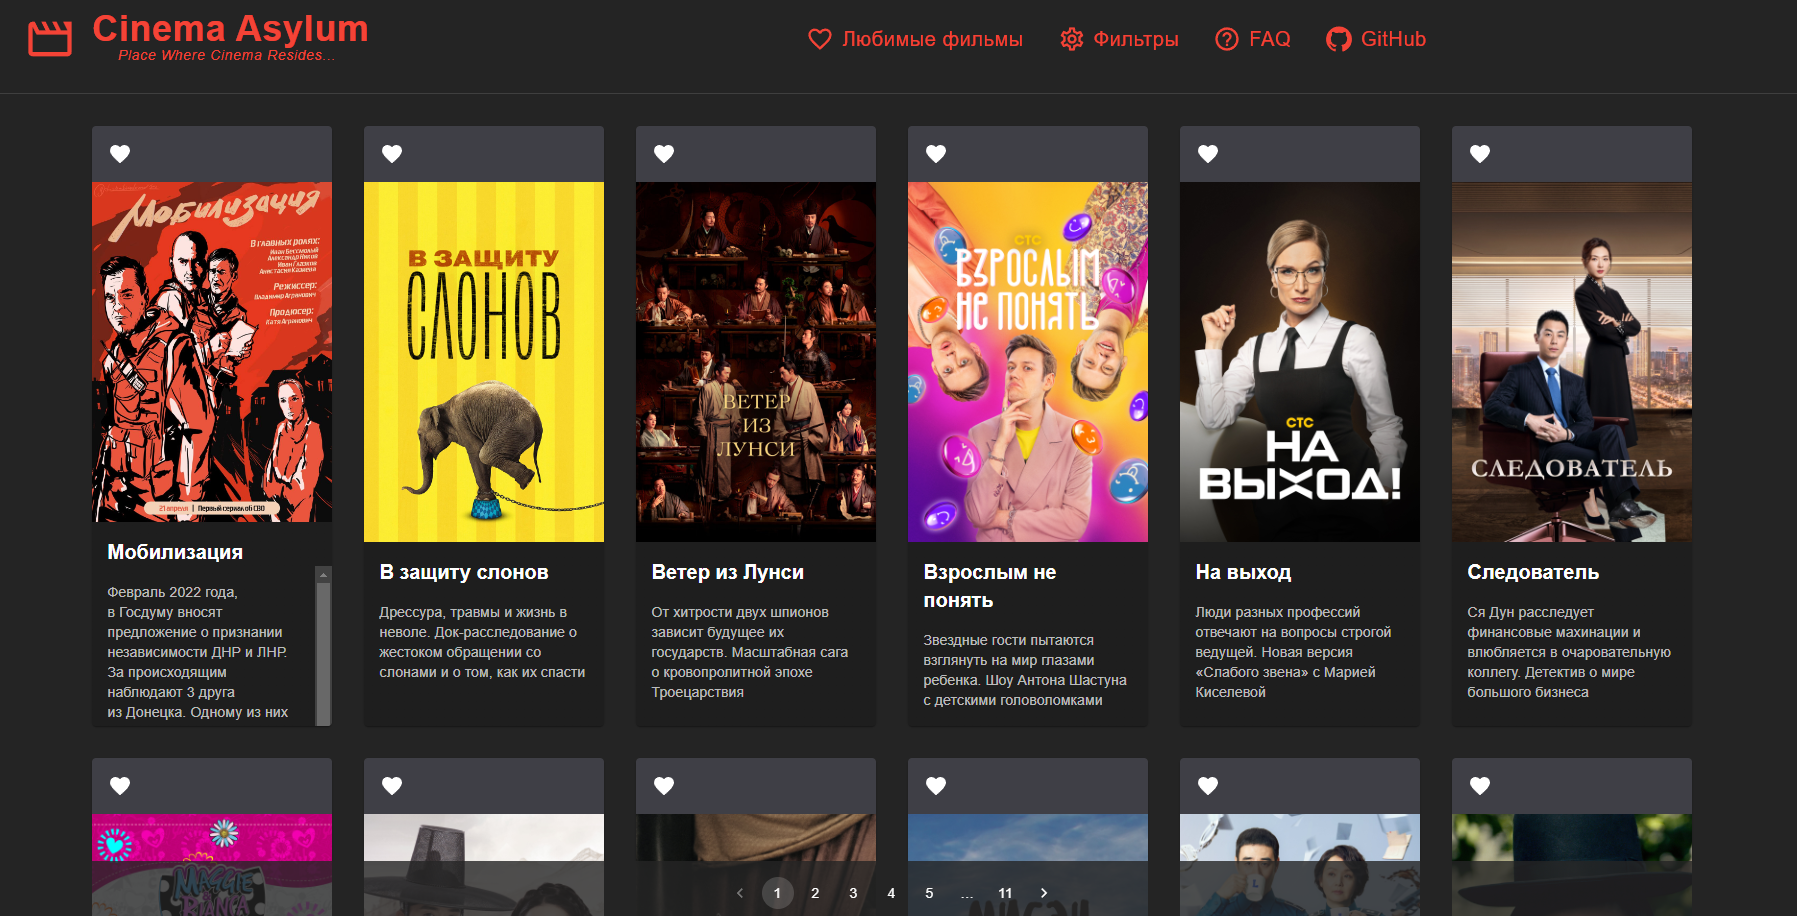 Cinema Asylum
Place Where Cinema Resides...
Любимые фильмы
Фильтры
FAQ
GitHub
Мобилизация
В главных ролях:
Режиссер:
Владимир Агранович
Продюсер:
Катя Агранович
21 апреля | Первый сериал об СВО
Мобилизация
Февраль 2022 года,
в Госдуму вносят
предложение о признании
независимости ДНР и ЛНР.
За происходящим
наблюдают 3 друга
из Донецка. Одному из них
В ЗАЩИТУ
СЛОНОВ
В защиту слонов
Дрессура, травмы и жизнь в
неволе. Док-расследование о
жестоком обращении со
слонами и о том, как их спасти
ВЕТЕР
ИЗ
ЛУНСИ
Ветер из Лунси
От хитрости двух шпионов
зависит будущее их
государств. Масштабная сага
о кровопролитной эпохе
Троецарствия
СТС
ВЗРОСЛЫМ
НЕ ПОНЯТЬ
Взрослым не
понять
Звездные гости пытаются
взглянуть на мир глазами
ребенка. Шоу Антона Шастуна
с детскими головоломками
СТС
НА
ВЫХОД!
На выход
Люди разных профессий
отвечают на вопросы строгой
ведущей. Новая версия
«Слабого звена» с Марией
Киселевой
СЛЕДОВАТЕЛЬ
Следователь
Ся Дун расследует
финансовые махинации и
влюбляется в очаровательную
коллегу. Детектив о мире
большого бизнеса
MAGGIE
BIANCA
1 2 3 4 5 ... 11